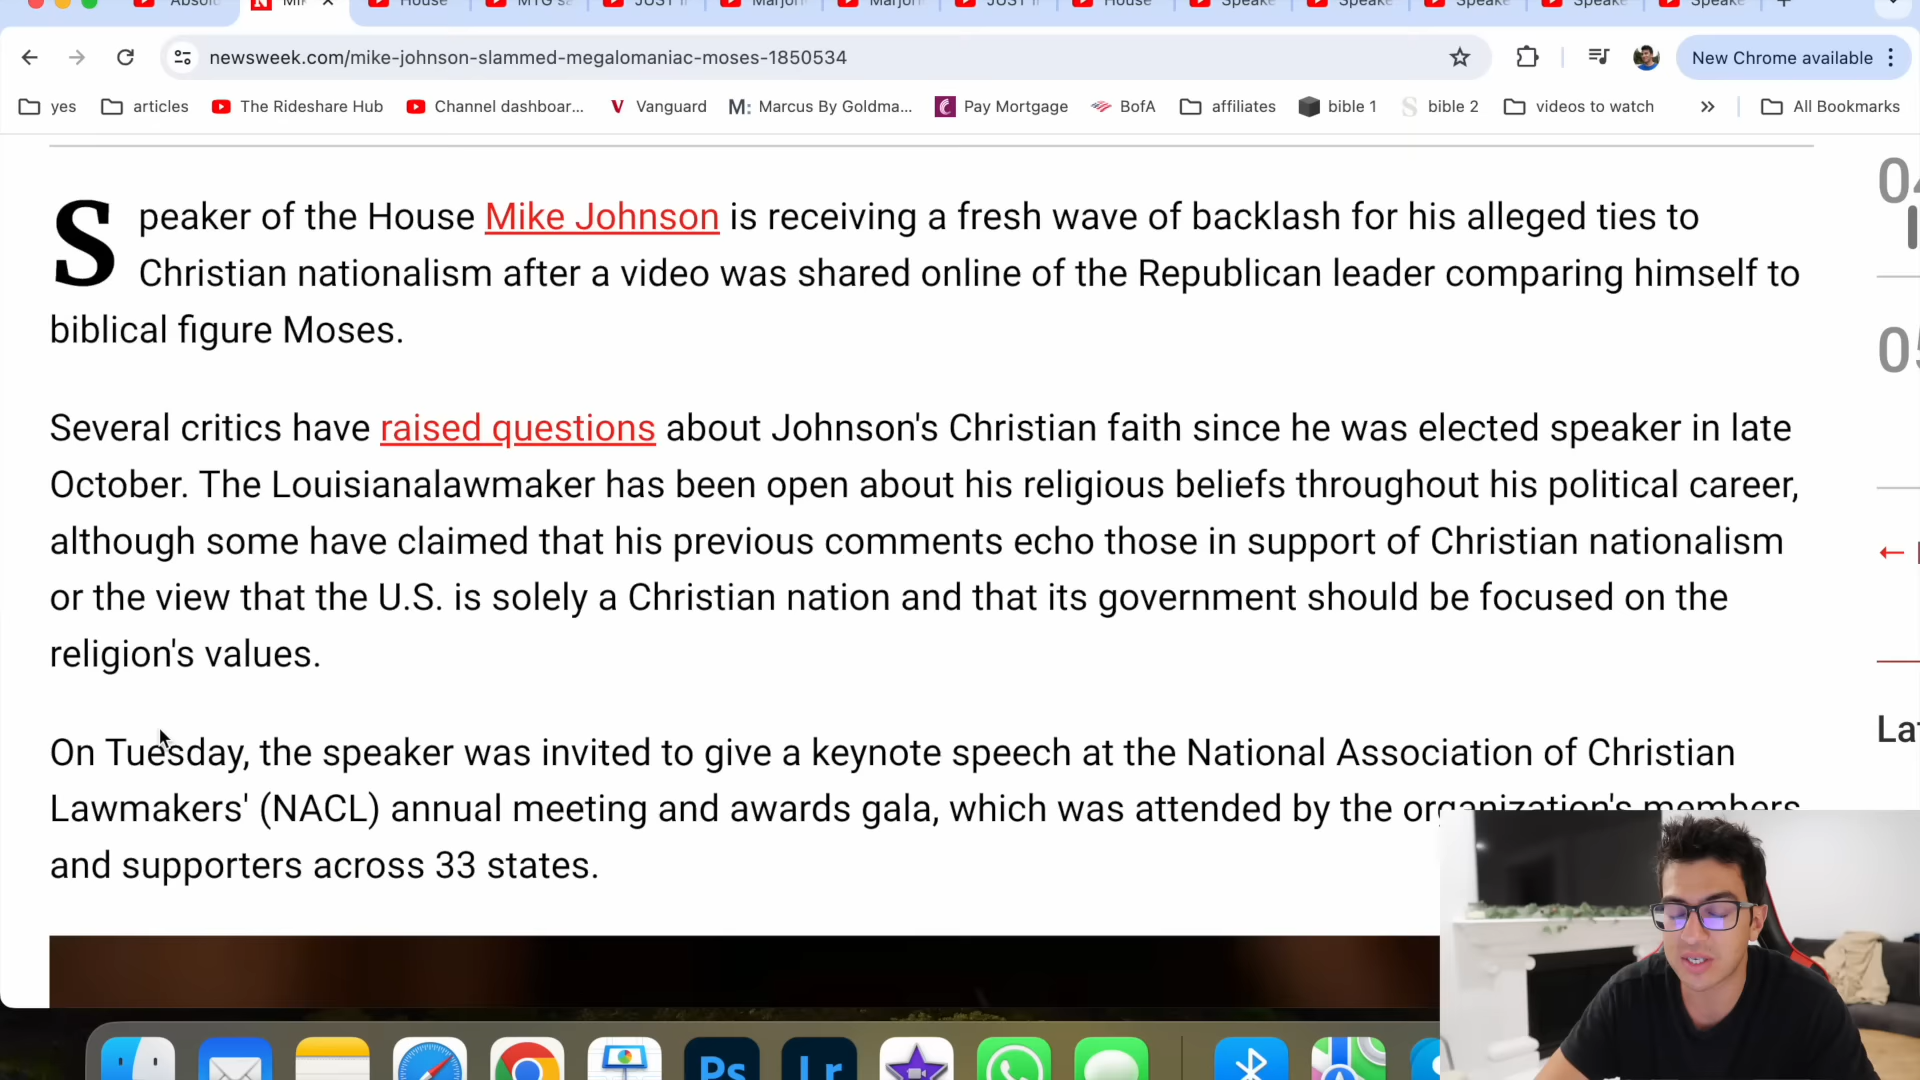 House
newsweek.com/mike-johnson-slammed-megalomaniac-moses-1850534
New Chrome available
yes
articles
The Rideshare Hub
Channel dashboar...
Vanguard
M: Marcus By Goldma...
Pay Mortgage
BofA
affiliates
bible 1
bible 2
videos to watch
All Bookmarks
Speaker of the House Mike Johnson is receiving a fresh wave of backlash for his alleged ties to
Christian nationalism after a video was shared online of the Republican leader comparing himself to
biblical figure Moses.
Several critics have raised questions about Johnson's Christian faith since he was elected speaker in late
October. The Louisianalawmaker has been open about his religious beliefs throughout his political career,
although some have claimed that his previous comments echo those in support of Christian nationalism
or the view that the U.S. is solely a Christian nation and that its government should be focused on the
religion's values.
On Tuesday, the speaker was invited to give a keynote speech at the National Association of Christian
Lawmakers' (NACL) annual meeting and awards gala, which was attended by the organization's members
and supporters across 33 states.
Ps
Lr